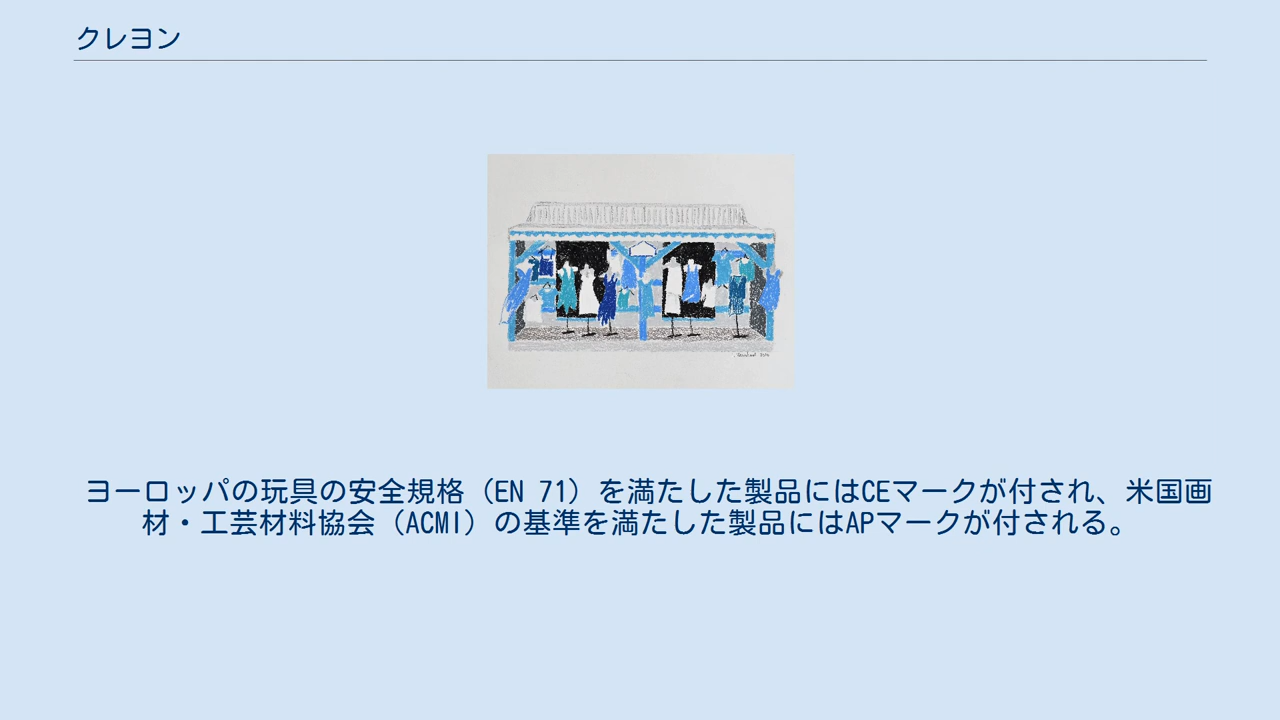 クレヨン
ヨーロッパの玩具の安全規格（EN 71）を満たした製品にはCEマークが付され、米国画
材・工芸材料協会（ACMI）の基準を満たした製品にはAPマークが付される。